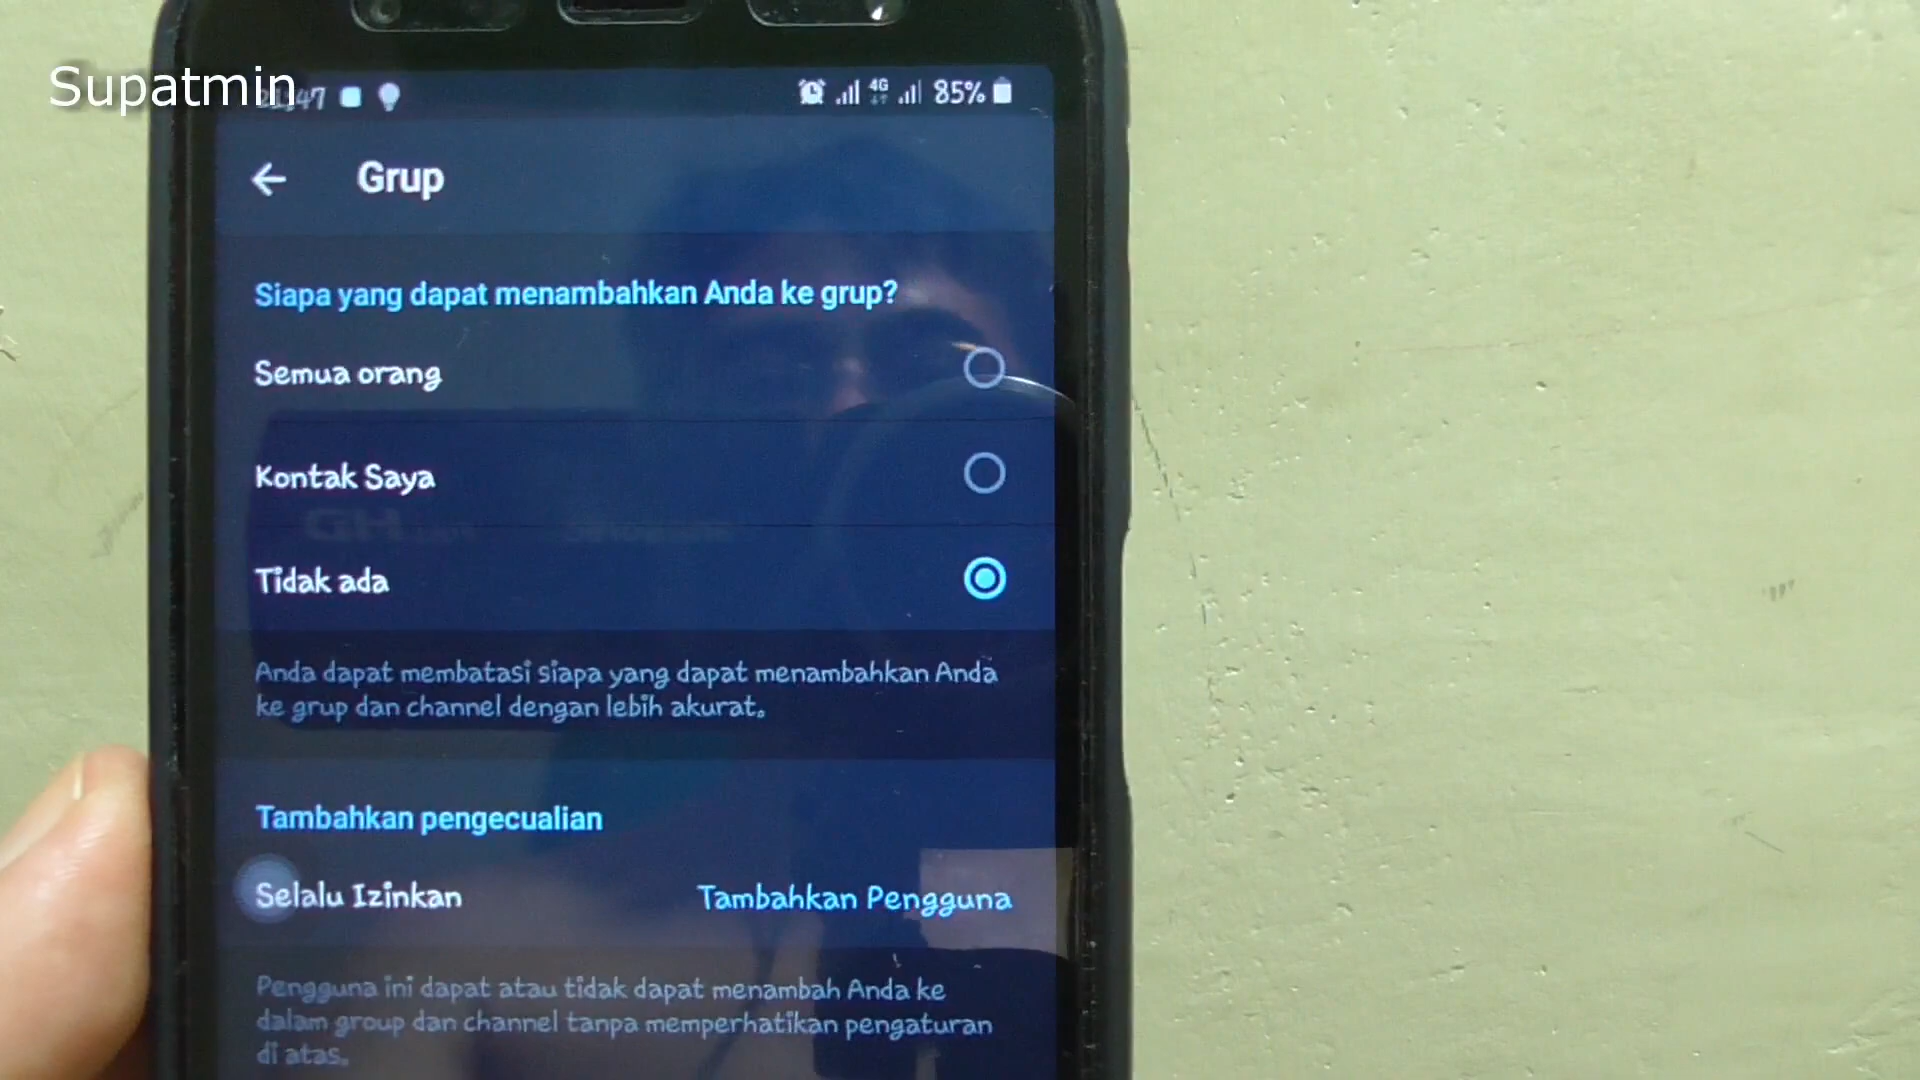 Supatmin
4G 85%
Grup
Siapa yang dapat menambahkan Anda ke grup?
Semua orang
Kontak Saya
Tidak ada
Anda dapat membatasi siapa yang dapat menambahkan Anda
ke grup dan channel dengan lebih akurat.
Tambahkan pengecualian
Selalu Izinkan Tambahkan Pengguna
Pengguna ini dapat atau tidak dapat menambah Anda ke
dalam group dan channel tanpa memperhatikan pengaturan
di atas.